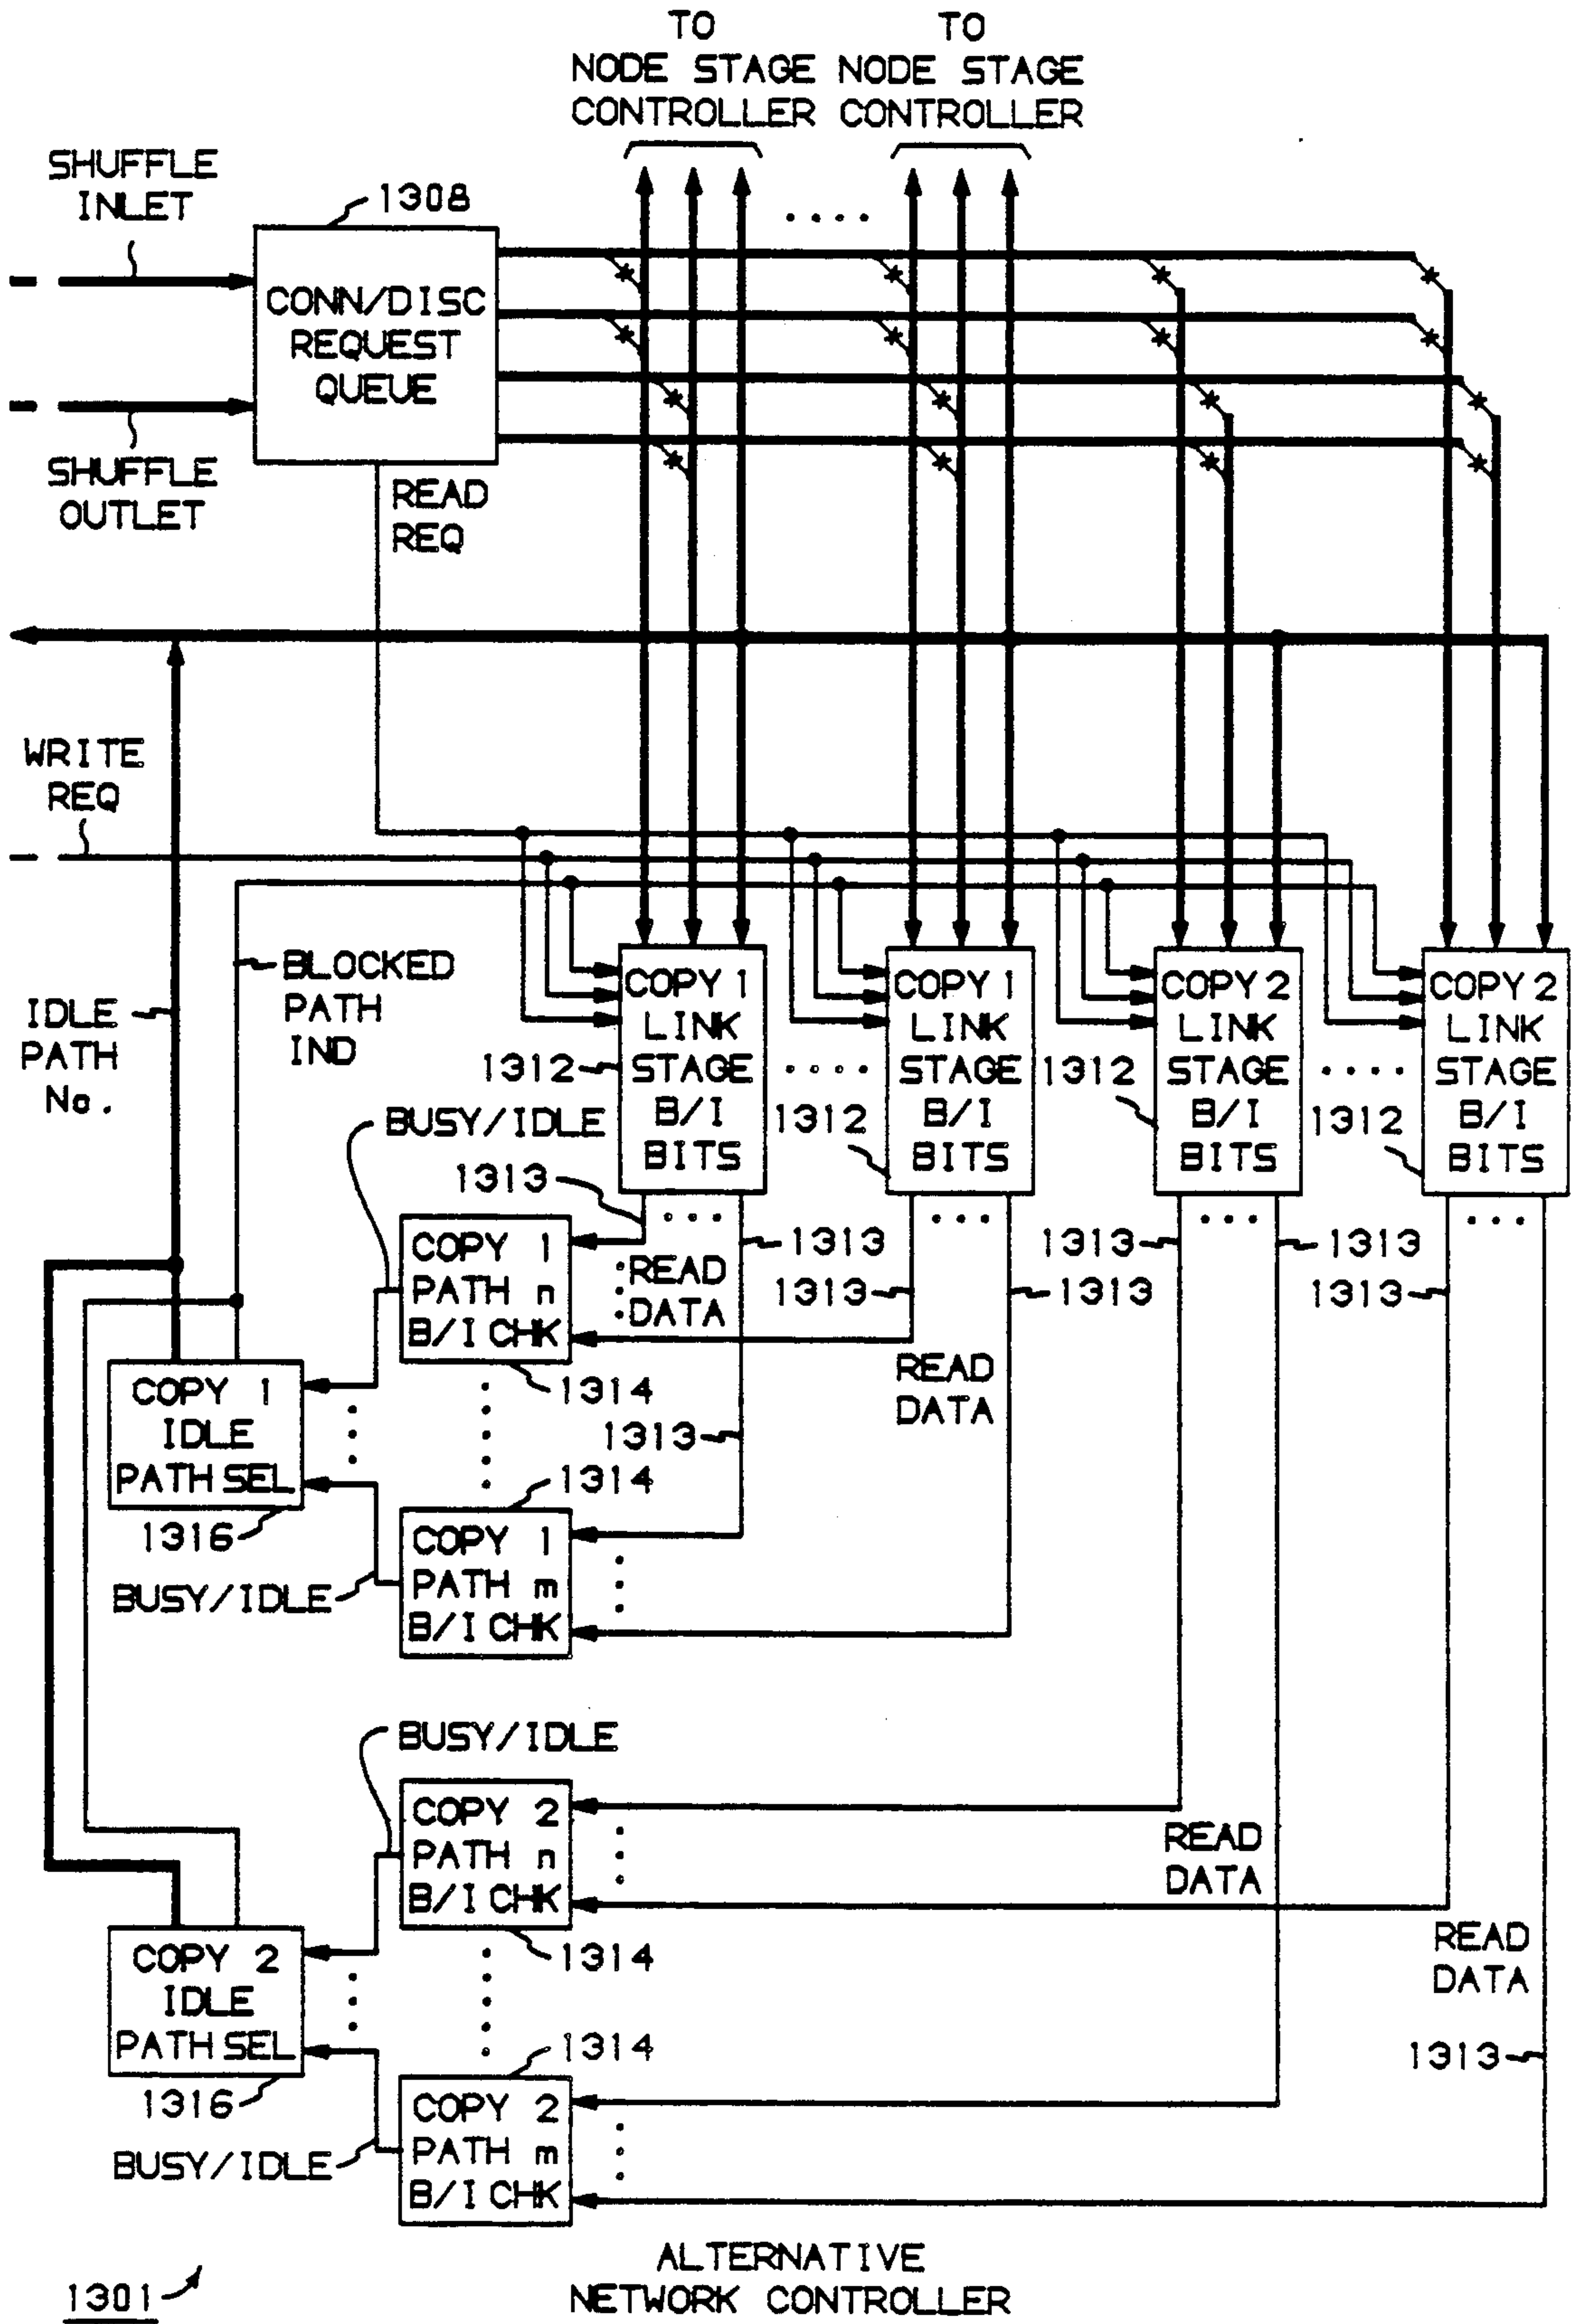 TO
NODE STAGE
CONTROLLER
TO
NODE STAGE
CONTROLLER
SHUFFLE
INLET
1308
CONN/DISC
REQUEST
QUEUE
SHUFFLE
OUTLET
READ
REQ
WRITE
REQ
BLOCKED
PATH
IND
IDLE
PATH
No.
COPY 1
LINK
STAGE
B/I
BITS
1312
COPY 1
LINK
STAGE
B/I
BITS
1312
COPY 2
LINK
STAGE
B/I
BITS
1312
COPY 2
LINK
STAGE
B/I
BITS
1312
BUSY/IDLE
1313
1313
1313
1313
1313
1313
1313
COPY 1
PATH n
B/I CHK
READ
DATA
1314
READ
DATA
COPY 1
IDLE
PATH SEL
1316
1313
1314
COPY 1
PATH m
B/I CHK
BUSY/IDLE
BUSY/IDLE
COPY 2
PATH n
B/I CHK
READ
DATA
1314
COPY 2
IDLE
PATH SEL
1316
READ
DATA
1314
1313
COPY 2
PATH m
B/I CHK
BUSY/IDLE
ALTERNATIVE
NETWORK CONTROLLER
1301